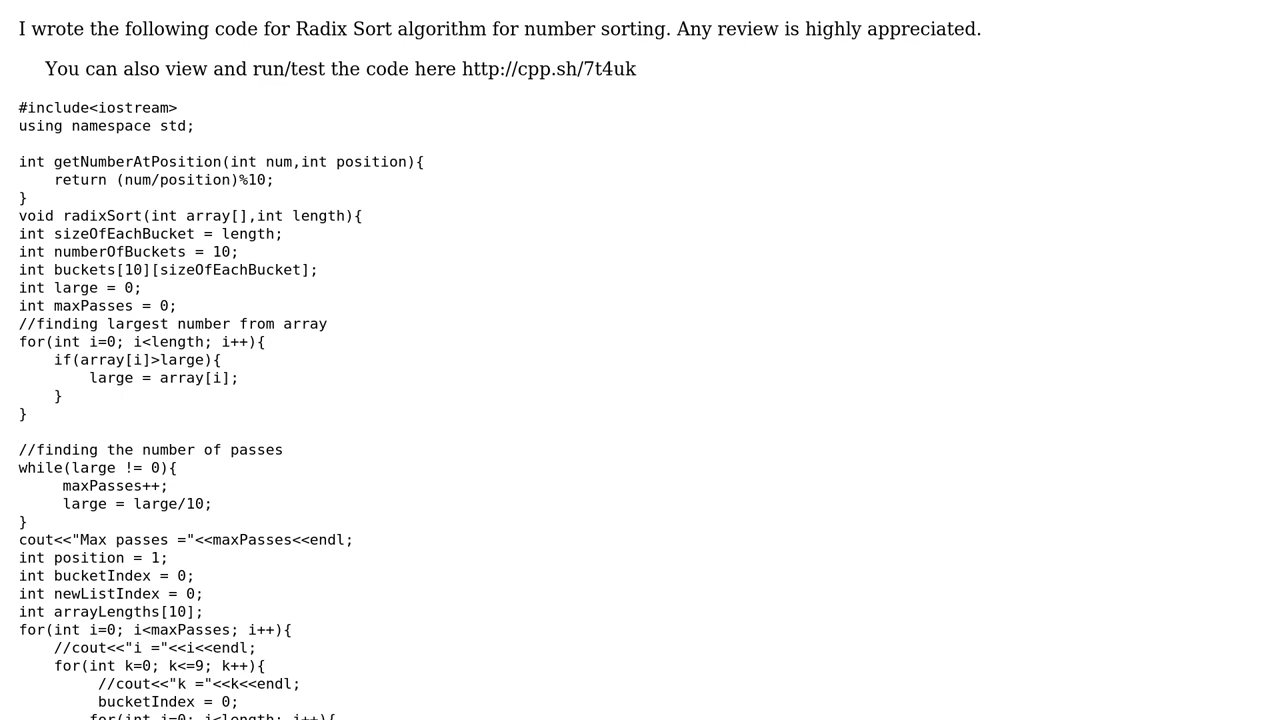 I wrote the following code for Radix Sort algorithm for number sorting. Any review is highly appreciated.
You can also view and run/test the code here http://cpp.sh/7t4uk
#include<iostream>
using namespace std;

int getNumberAtPosition(int num,int position){
    return (num/position)%10;
}
void radixSort(int array[],int length){
int sizeOfEachBucket = length;
int numberOfBuckets = 10;
int buckets[10][sizeOfEachBucket];
int large = 0;
int maxPasses = 0;
//finding largest number from array
for(int i=0; i<length; i++){
    if(array[i]>large){
        large = array[i];
    }
}

//finding the number of passes
while(large != 0){
     maxPasses++;
     large = large/10;
}
cout<<"Max passes ="<<maxPasses<<endl;
int position = 1;
int bucketIndex = 0;
int newListIndex = 0;
int arrayLengths[10];
for(int i=0; i<maxPasses; i++){
    //cout<<"i ="<<i<<endl;
    for(int k=0; k<=9; k++){
         //cout<<"k ="<<k<<endl;
         bucketIndex = 0;